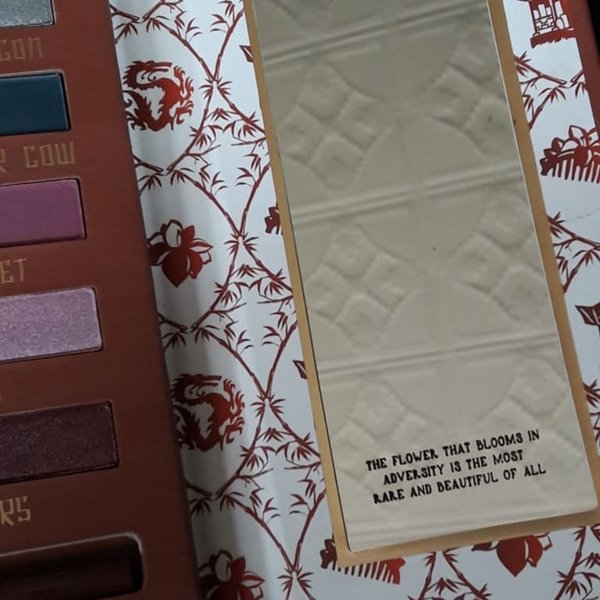 GON
R COW
ET
RS
THE FLOWER THAT BLOOMS IN
ADVERSITY IS THE MOST
RARE AND BEAUTIFUL OF ALL